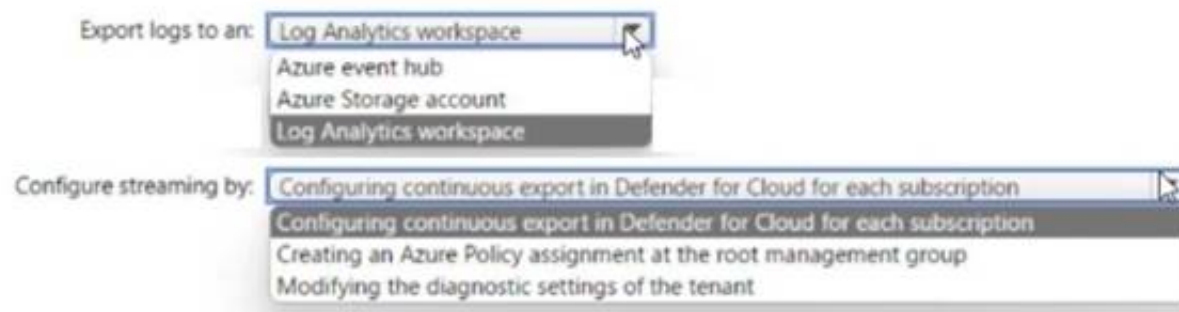 Export logs to an: Log Analytics workspace
Azure event hub
Azure Storage account
Log Analytics workspace
Configure streaming by: Configuring continuous export in Defender for Cloud for each subscription
Configuring continuous export in Defender for Cloud for each subscription
Creating an Azure Policy assignment at the root management group
Modifying the diagnostic settings of the tenant